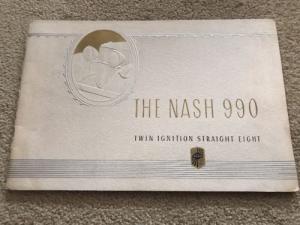 THE NASH 990
TWIN IGNITION STRAIGHT EIGHT